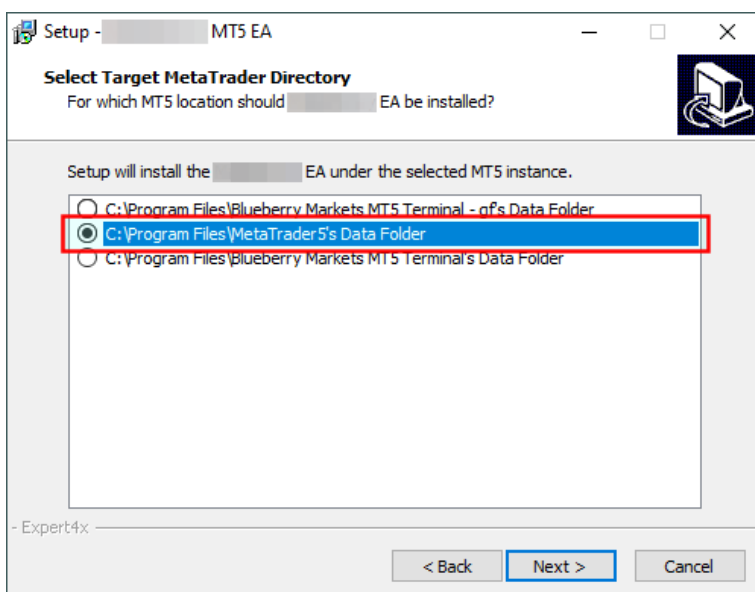 Setup - MT5 EA
Select Target MetaTrader Directory
For which MT5 location should EA be installed?
Setup will install the EA under the selected MT5 instance.
C:\Program Files\Blueberry Markets MT5 Terminal - gf's Data Folder
C:\Program Files\MetaTrader5's Data Folder
C:\Program Files\Blueberry Markets MT5 Terminal's Data Folder
- Expert4x
< Back Next > Cancel